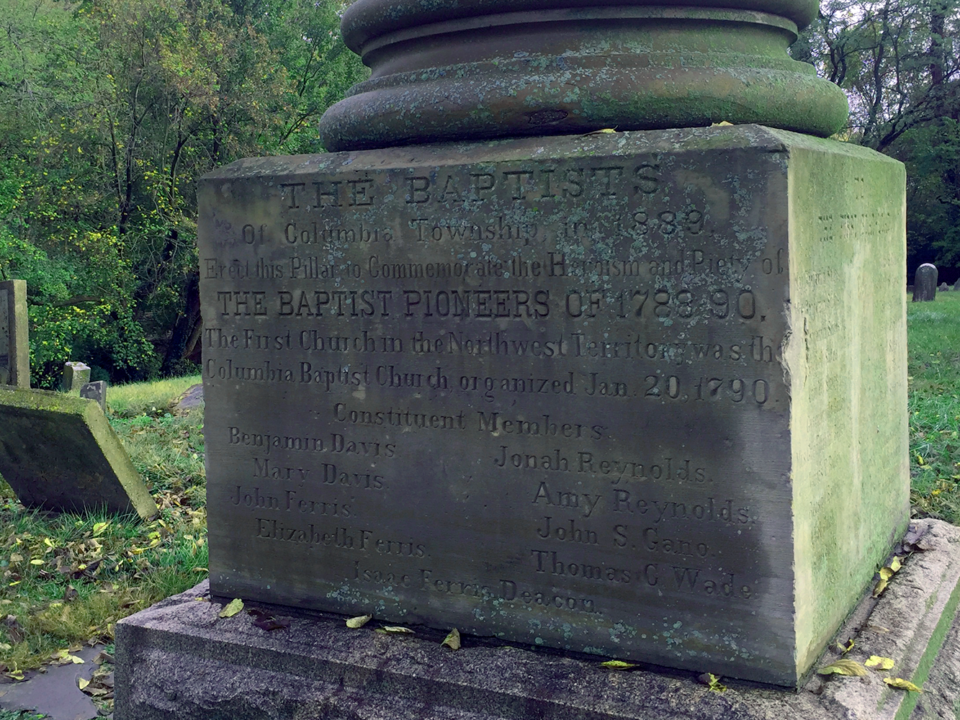 THE BAPTISTS
Of Columbia Township in 1889.
Erect this Pillar to Commemorate the Heroism and Piety of
THE BAPTIST PIONEERS OF 1788-90.
The First Church in the Northwest Territory was the
Columbia Baptist Church organized Jan. 20, 1790.
Constituent Members
Benjamin Davis
Jonah Reynolds.
Mary Davis.
Amy Reynolds.
John Ferris.
John S. Gano.
Elizabeth Ferris.
Thomas C Wade.
Isaac Ferris Deacon.